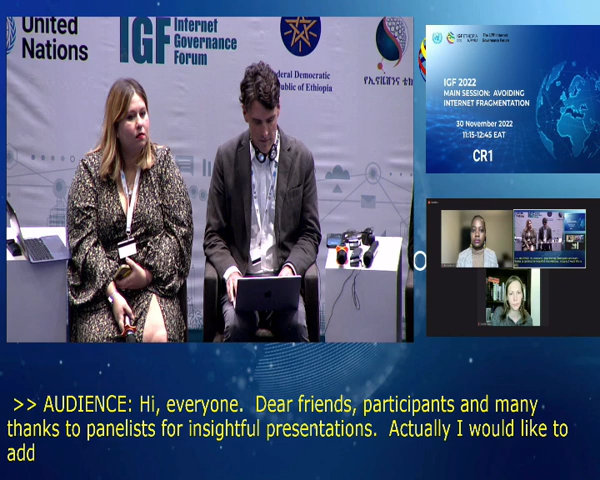 United
Nations
IGF
Internet
Governance
Forum
Federal Democratic
Republic of Ethiopia
IGF 2022
MAIN SESSION: AVOIDING
INTERNET FRAGMENTATION
30 November 2022
11:15-12:45 EAT
CR1
>> AUDIENCE: Hi, everyone. Dear friends, participants and many
thanks to panelists for insightful presentations. Actually I would like to
add